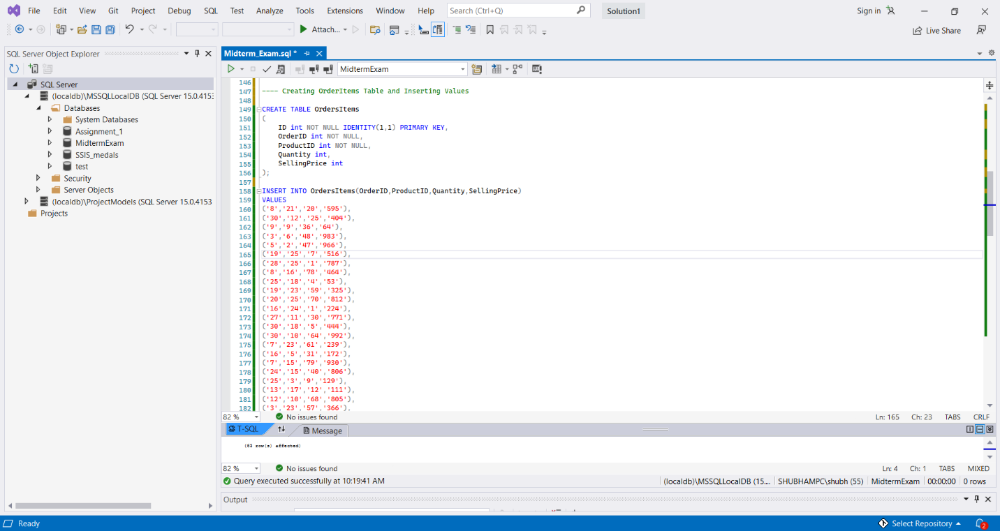 File Edit View Git Project Debug SQL Test Analyze Tools Extensions Window Help Search (Ctrl+Q) Solution1 Sign in
Attach... Live Share
SQL Server Object Explorer
SQL Server
(localdb)\MSSQLLocalDB (SQL Server 15.0.4153
Databases
System Databases
Assignment_1
MidtermExam
SSIS_medals
test
Security
Server Objects
(localdb)\ProjectModels (SQL Server 15.0.4153
Projects
Midterm_Exam.sql *
MidtermExam
146
147 ---- Creating OrderItems Table and Inserting Values
148
149 CREATE TABLE OrdersItems
150 (
151 ID int NOT NULL IDENTITY(1,1) PRIMARY KEY,
152 OrderID int NOT NULL,
153 ProductID int NOT NULL,
154 Quantity int,
155 SellingPrice int
156 );
157
158 INSERT INTO OrdersItems(OrderID,ProductID,Quantity,SellingPrice)
159 VALUES
160 ('8','21','20','595'),
161 ('30','12','25','404'),
162 ('9','9','36','64'),
163 ('3','6','48','983'),
164 ('5','2','47','966'),
165 ('19','25','7','516'),
166 ('28','25','1','787'),
167 ('8','16','78','464'),
168 ('25','18','4','53'),
169 ('19','23','59','325'),
170 ('20','25','70','812'),
171 ('16','24','1','224'),
172 ('27','11','30','771'),
173 ('30','18','5','444'),
174 ('30','10','64','992'),
175 ('7','23','61','239'),
176 ('16','5','31','172'),
177 ('7','15','79','930'),
178 ('24','15','40','806'),
179 ('25','3','9','129'),
180 ('13','17','12','111'),
181 ('12','10','68','805'),
182 ('3','23','57','366'),
82 % No issues found Ln: 165 Ch: 23 TABS CRLF
T-SQL Message
(63 row(s) affected)
82 % No issues found Ln: 4 Ch: 1 TABS MIXED
Query executed successfully at 10:19:41 AM (localdb)\MSSQLLocalDB (15.... SHUBHAMPC\shubh (55) MidtermExam 00:00:00 0 rows
Output
Ready Select Repository 2